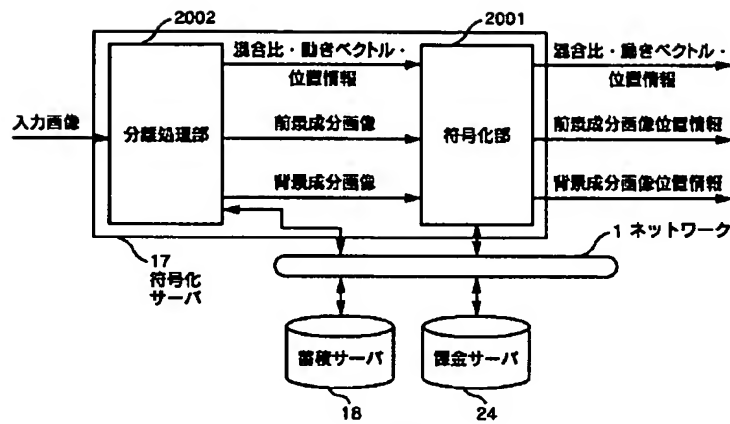 2002
2001
混合比・動きベクトル・
位置情報
混合比・動きベクトル・
位置情報
入力画像
分離処理部
前景成分画像
符号化部
前景成分画像位置情報
背景成分画像
背景成分画像位置情報
17
符号化
サーバ
1 ネットワーク
蓄積サーバ
課金サーバ
18
24